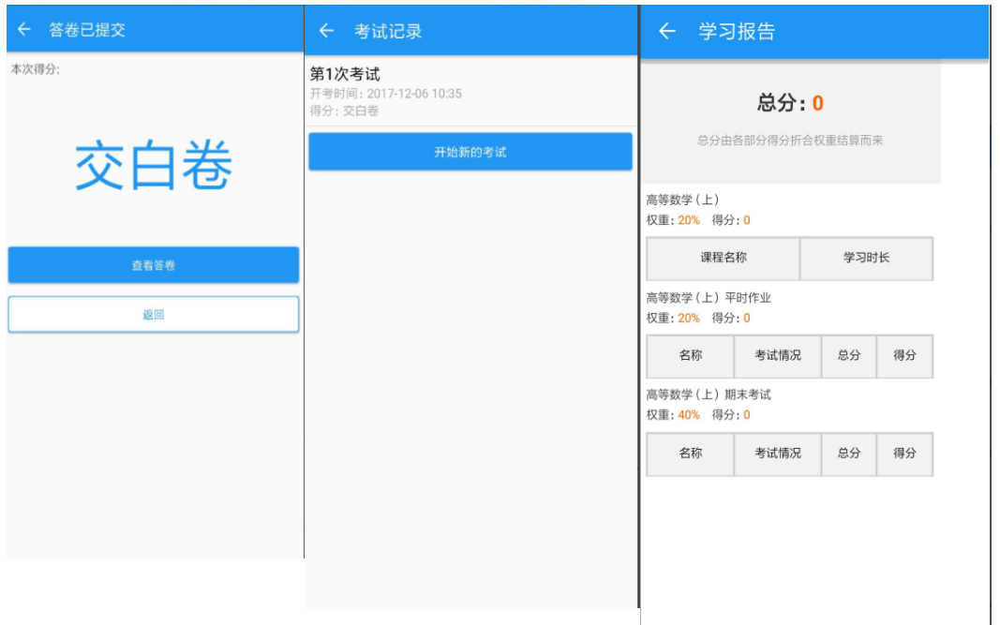 答卷已提交
本次得分:
交白卷
查看答卷
返回
考试记录
第1次考试
开考时间: 2017-12-06 10:35
得分: 交白卷
开始新的考试
学习报告
总分: 0
总分由各部分得分折合权重结算而来
高等数学(上)
权重: 20% 得分: 0
课程名称 学习时长
高等数学(上) 平时作业
权重: 20% 得分: 0
名称 考试情况 总分 得分
高等数学(上) 期末考试
权重: 40% 得分: 0
名称 考试情况 总分 得分